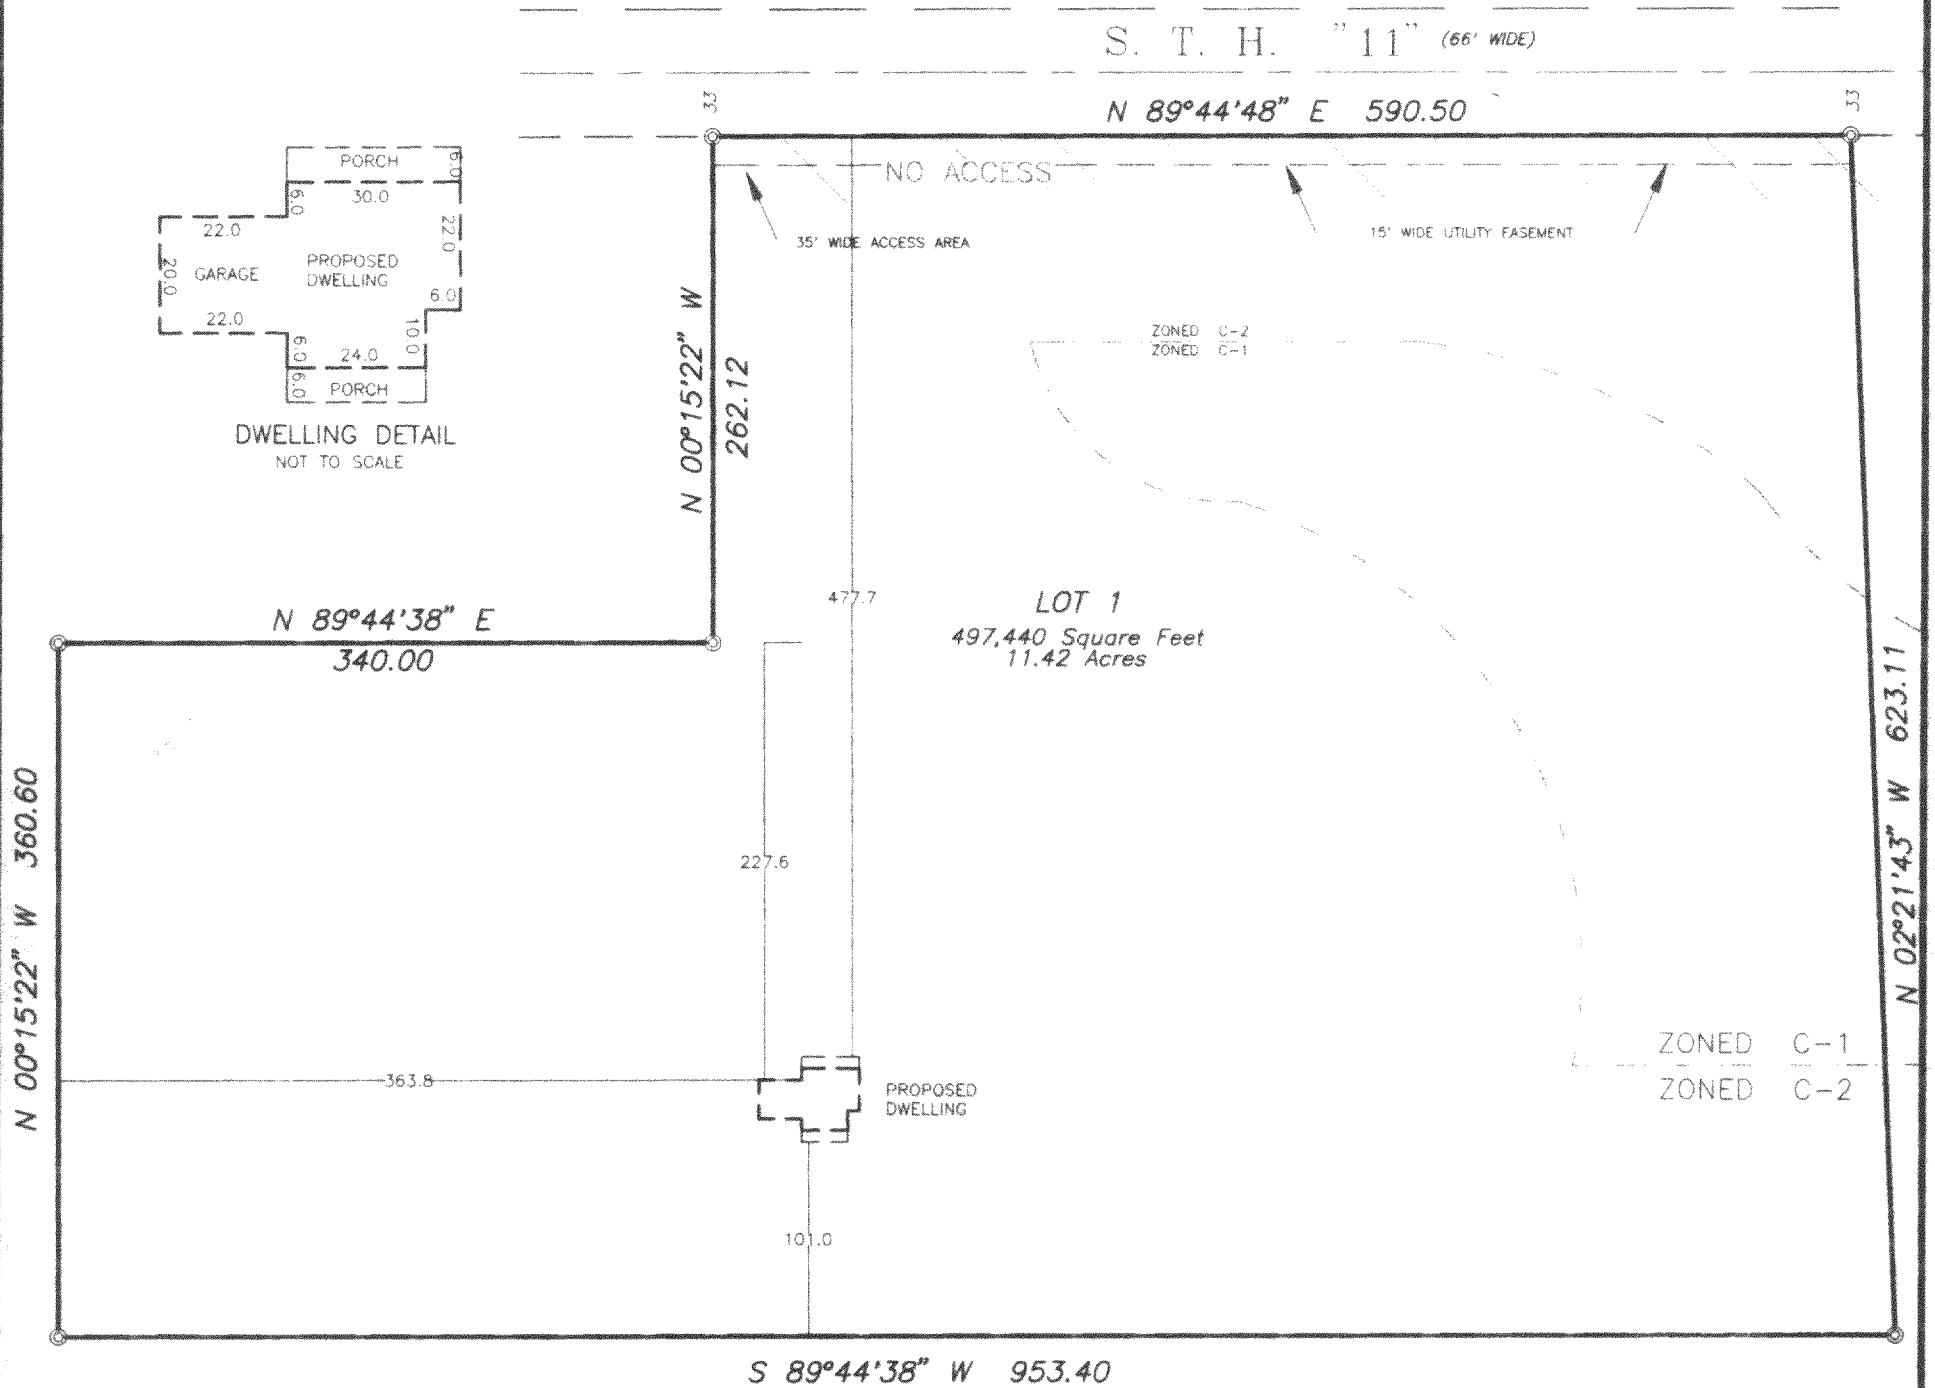 S. T. H. "11" (66' WIDE)
33
N 89°44'48" E 590.50
33
NO ACCESS
35' WIDE ACCESS AREA
15' WIDE UTILITY EASEMENT
PORCH
6.0
6.0
30.0
22.0
22.0
20.0
GARAGE
PROPOSED
DWELLING
6.0
22.0
10.0
6.0
24.0
6.0
PORCH
DWELLING DETAIL
NOT TO SCALE
N 00°15'22" W
262.12
ZONED C-2
ZONED C-1
477.7
LOT 1
497,440 Square Feet
11.42 Acres
N 89°44'38" E
340.00
N 00°15'22" W 360.60
N 02°21'43" W 623.11
227.6
363.8
PROPOSED
DWELLING
101.0
ZONED C-1
ZONED C-2
S 89°44'38" W 953.40